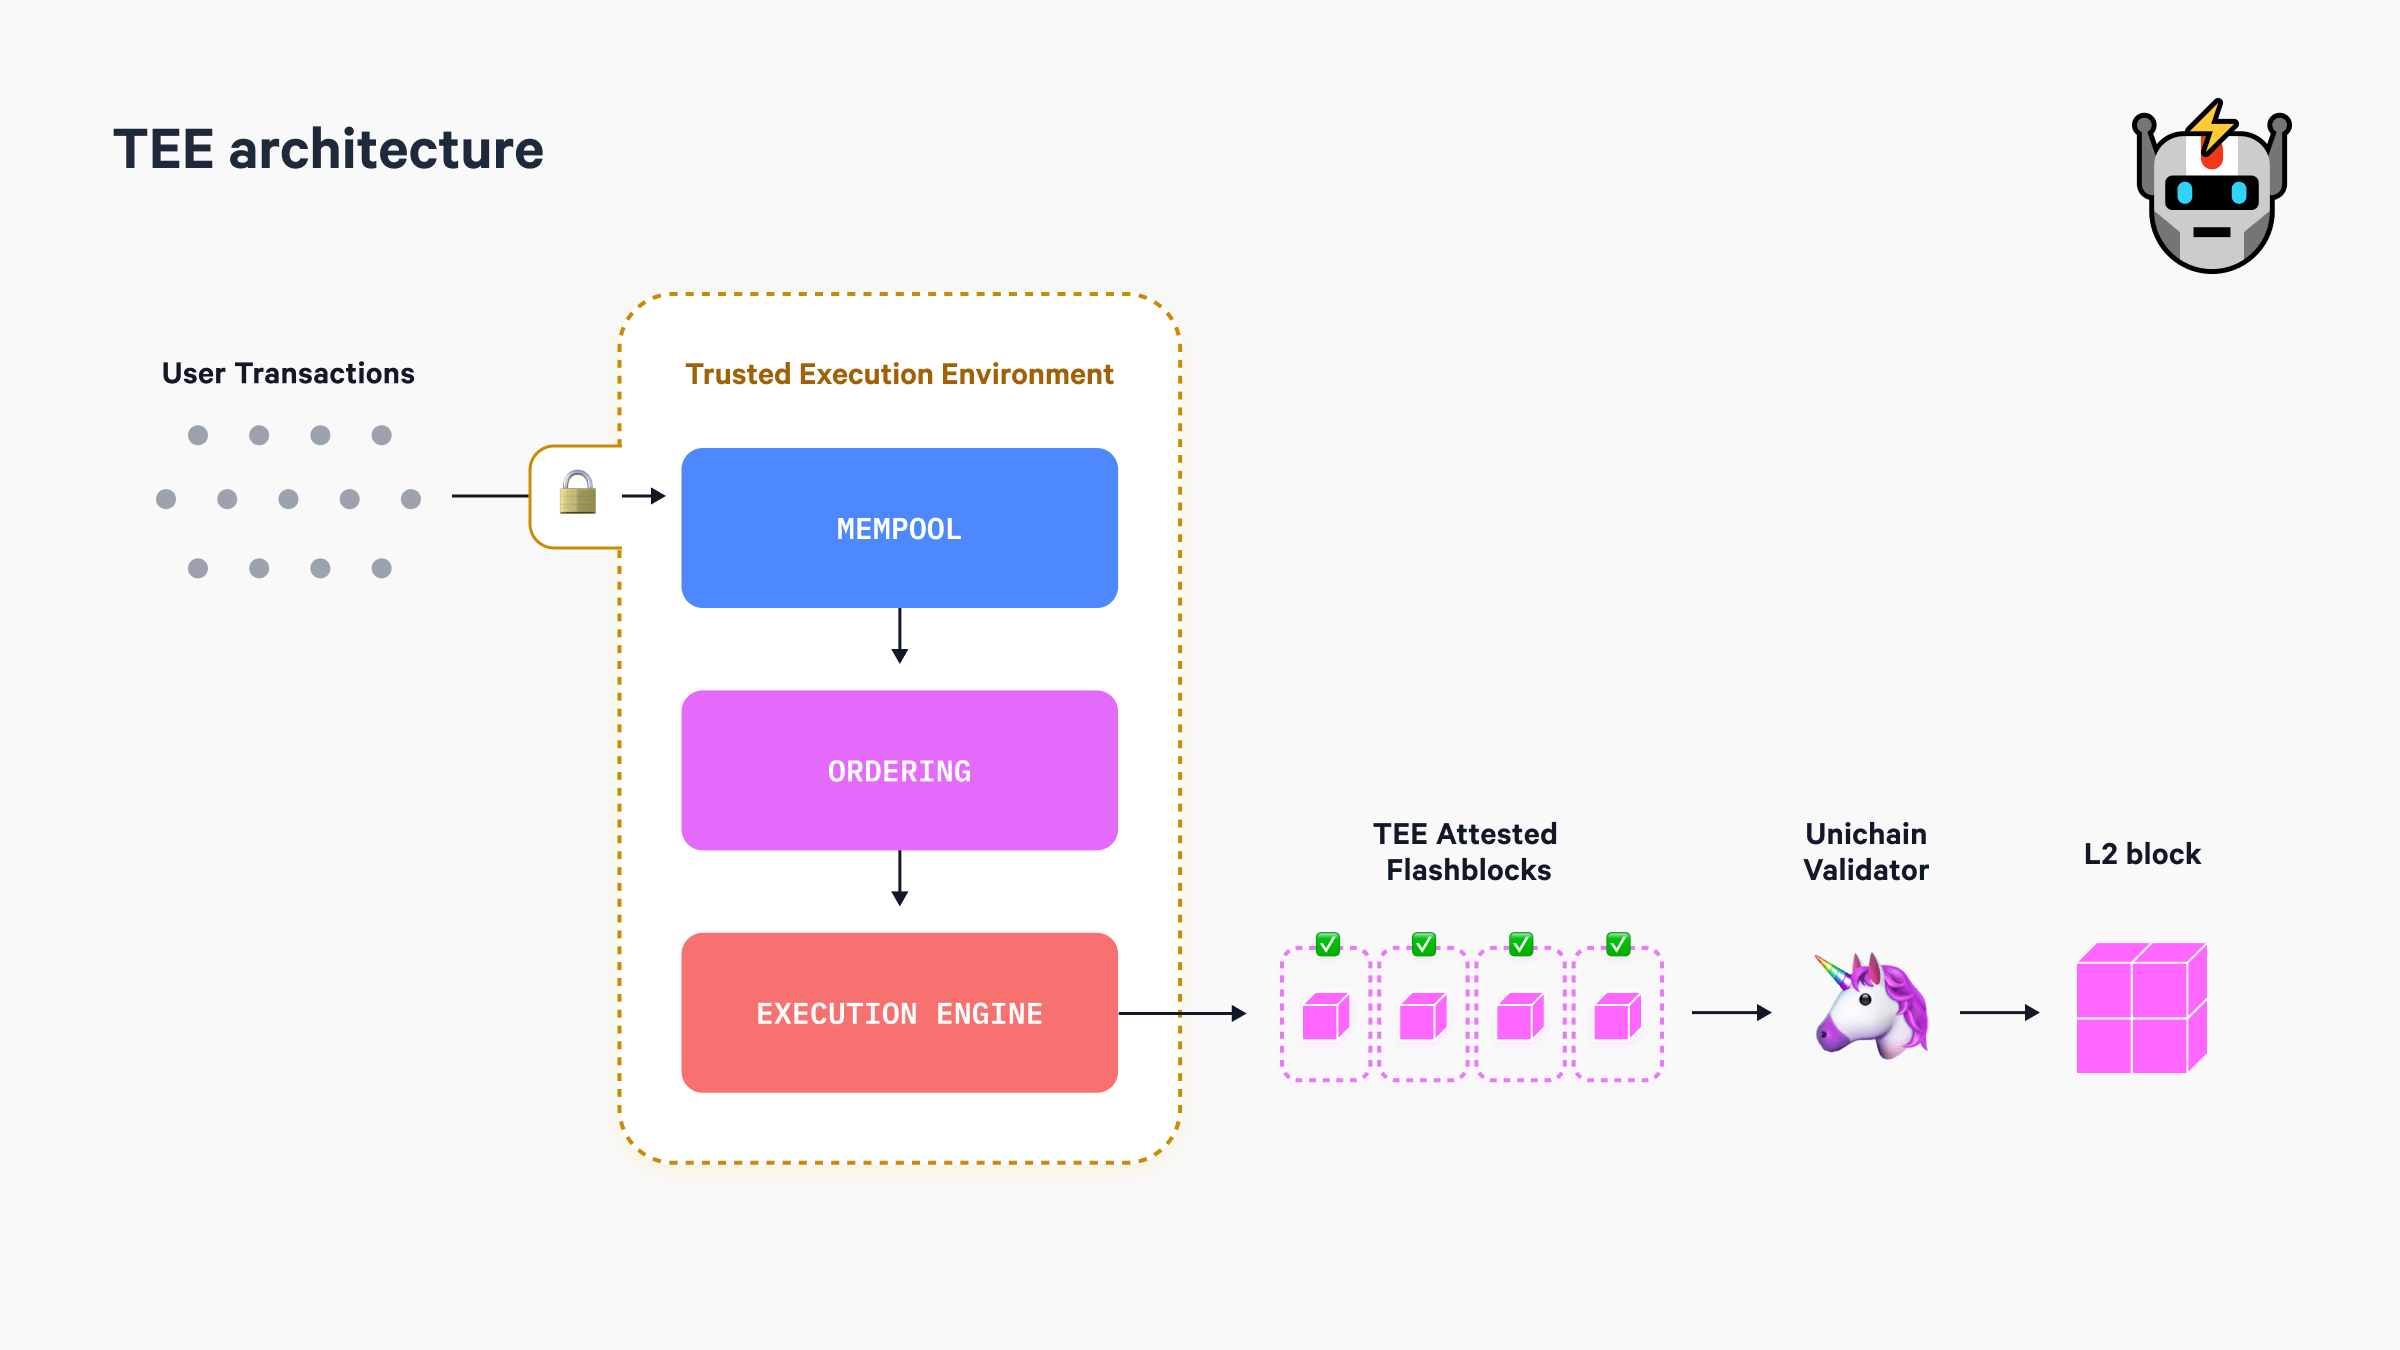 TEE architecture
User Transactions
Trusted Execution Environment
MEMPOOL
ORDERING
EXECUTION ENGINE
TEE Attested
Flashblocks
Unichain
Validator
L2 block